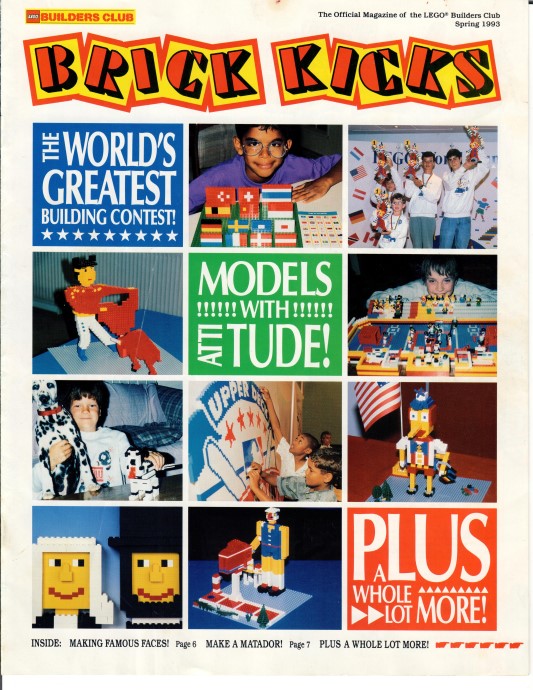 LEGO BUILDERS CLUB
The Official Magazine of the LEGO® Builders Club
Spring 1993
BRICK KICKS
THE WORLD'S
GREATEST
BUILDING CONTEST!
MODELS
!!!!!! WITH !!!!!!
ATTITUDE!
UPPER
PLUS
A
WHOLE
LOT MORE!
INSIDE: MAKING FAMOUS FACES! Page 6 MAKE A MATADOR! Page 7 PLUS A WHOLE LOT MORE!